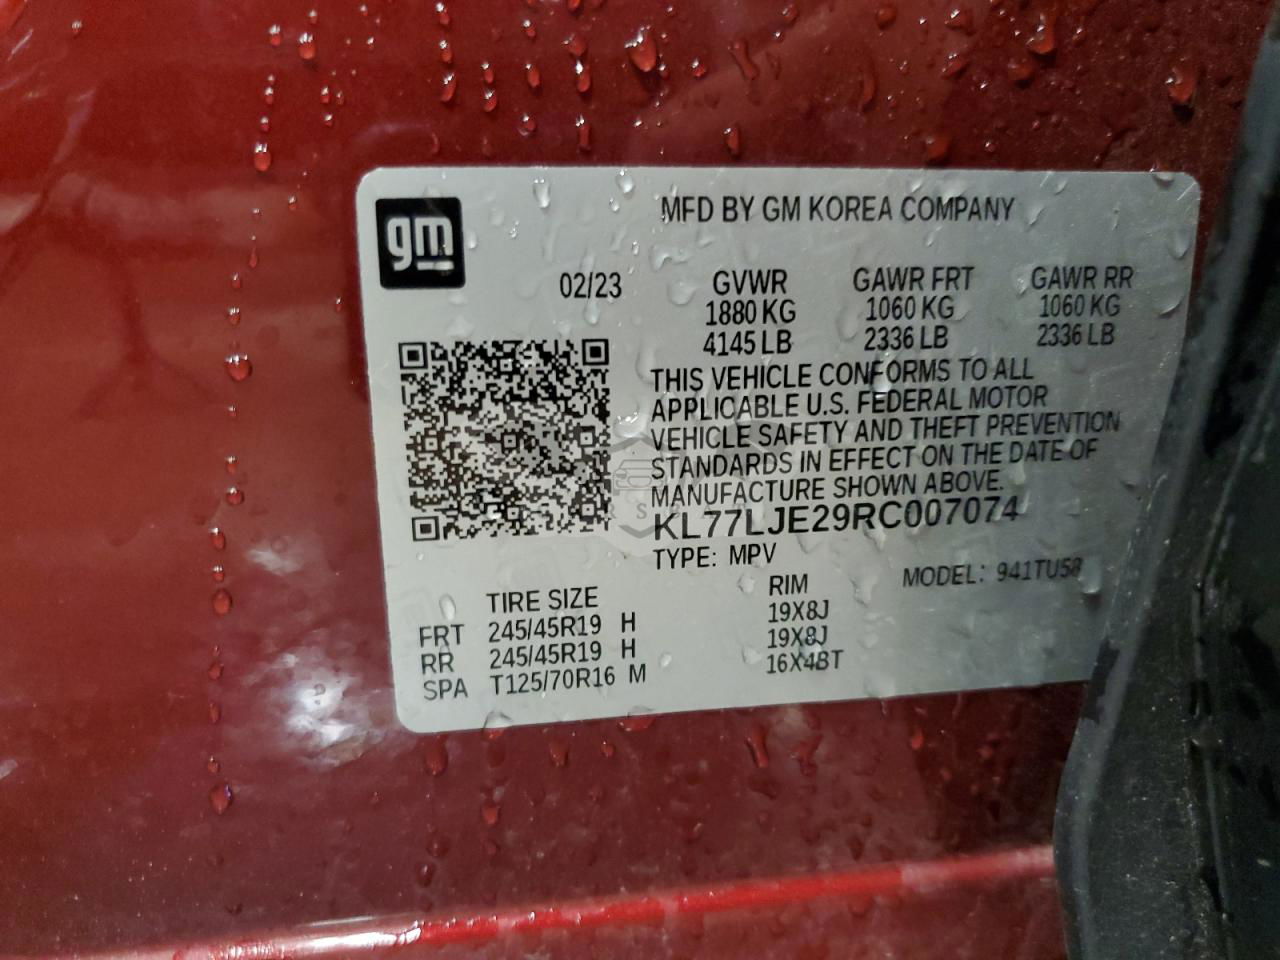 gm
MFD BY GM KOREA COMPANY
02/23
GVWR GAWR FRT GAWR RR
1880 KG 1060 KG 1060 KG
4145 LB 2336 LB 2336 LB
THIS VEHICLE CONFORMS TO ALL
APPLICABLE U.S. FEDERAL MOTOR
VEHICLE SAFETY AND THEFT PREVENTION
STANDARDS IN EFFECT ON THE DATE OF
MANUFACTURE SHOWN ABOVE.
KL77LJE29RC007074
TYPE: MPV
MODEL: 941TU58
TIRE SIZE RIM
FRT 245/45R19 H 19X8J
RR 245/45R19 H 19X8J
SPA T125/70R16 M 16X4BT